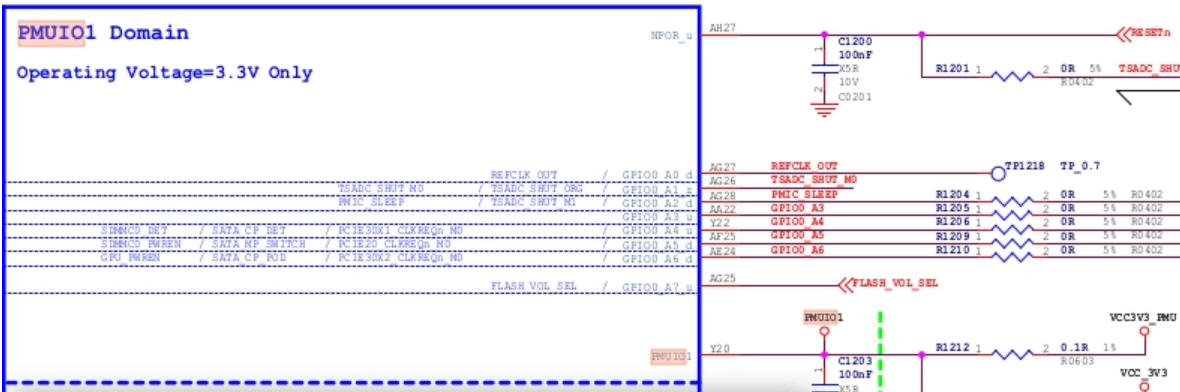 PMUIO1 Domain
Operating Voltage=3.3V Only
NPOR_u
AH27
C1200
100nF
X5R
10V
C0201
1
2
RESETn
R1201 1 2 0R 5%
R0402
TSADC_SHU
REFCLK_OUT / GPIO0_A0_d
AG27 REFCLK_OUT TP1218 TP_0.7
TSADC_SHUT_M0 / TSADC_SHUT_ORG / GPIO0_A1_z
AG26 TSADC_SHUT_M0
PMIC_SLEEP / TSADC_SHUT_M1 / GPIO0_A2_d
AG28 PMIC_SLEEP R1204 1 2 0R 5% R0402
GPIO0_A3_u
AA22 GPIO0_A3 R1205 1 2 0R 5% R0402
SDMMC0_DET / SATA_CP_DET / PCIE30X1_CLKREQn_M0 / GPIO0_A4_u
Y22 GPIO0_A4 R1206 1 2 0R 5% R0402
SDMMC0_PWREN / SATA_MP_SWITCH / PCIE20_CLKREQn_M0 / GPIO0_A5_d
AF25 GPIO0_A5 R1209 1 2 0R 5% R0402
GPU_PWREN / SATA_CP_POD / PCIE30X2_CLKREQn_M0 / GPIO0_A6_d
AE24 GPIO0_A6 R1210 1 2 0R 5% R0402
FLASH_VOL_SEL / GPIO0_A7_u
AG25 FLASH_VOL_SEL
PMUIO1
VCC3V3_PMU
PMUIO1
Y20
R1212 1 2 0.1R 1%
R0603
C1203
100nF
X5R
1
VCC_3V3